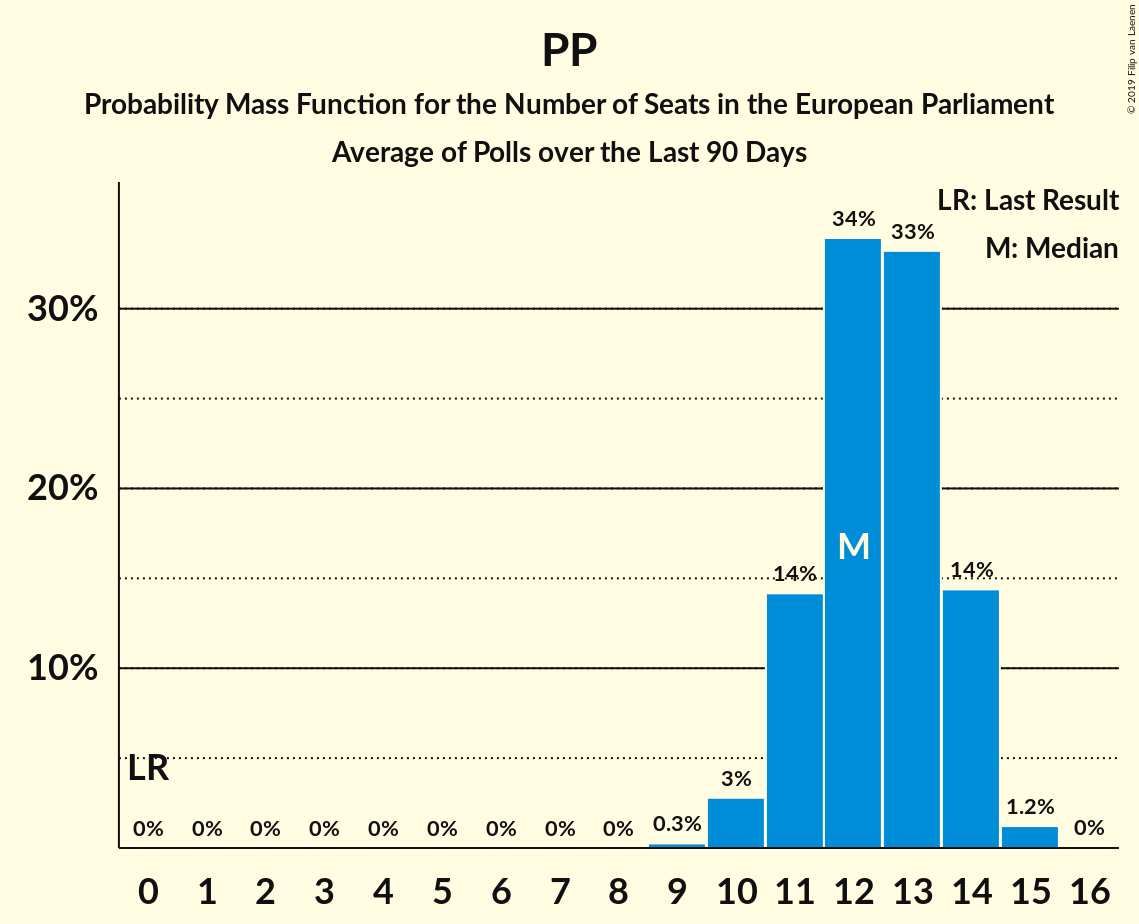 PP
Probability Mass Function for the Number of Seats in the European Parliament
Average of Polls over the Last 90 Days
© 2019 Filip van Laenen
LR: Last Result
M: Median
34%
33%
30%
20%
M
14%
14%
10%
LR
3%
1.2%
0% 0% 0% 0% 0% 0% 0% 0% 0% 0.3% 0%
0 1 2 3 4 5 6 7 8 9 10 11 12 13 14 15 16